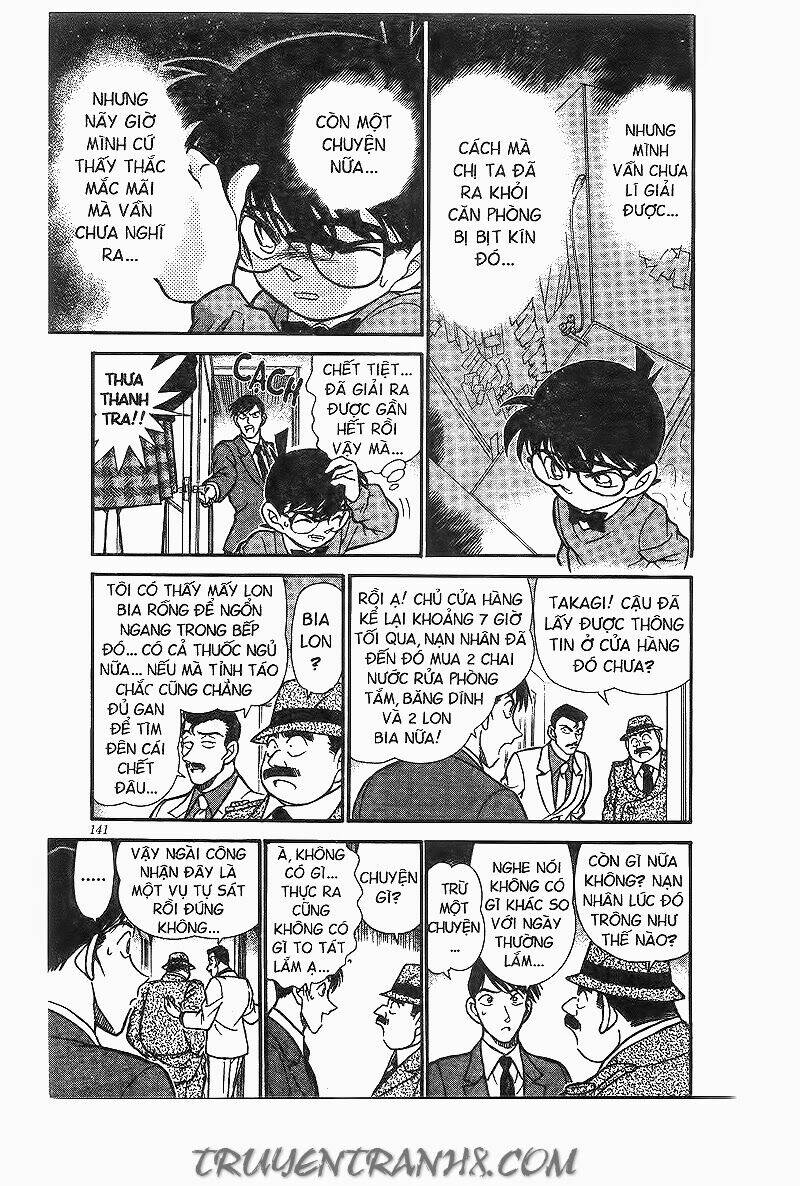 NHƯNG
MÌNH
VẪN CHƯA
LÍ GIẢI
ĐƯỢC...
CÁCH MÀ
CHỊ TA ĐÃ
RA KHỎI
CĂN PHÒNG
BỊ BỊT KÍN
ĐÓ...
CÒN MỘT
CHUYỆN
NỮA...
NHƯNG
NÃY GIỜ
MÌNH CỨ
THẤY THẮC
MẮC MÃI
MÀ VẪN
CHƯA NGHĨ
RA...
CHẾT TIỆT...
ĐÃ GIẢI RA
ĐƯỢC GẦN
HẾT RỒI
VẬY MÀ...
CẠCH
THƯA
THANH
TRA!!
TAKAGI! CẬU ĐÃ
LẤY ĐƯỢC THÔNG
TIN Ở CỬA HÀNG
ĐÓ CHƯA?
RỒI Ạ! CHỦ CỬA HÀNG
KỂ LẠI KHOẢNG 7 GIỜ
TỐI QUA, NẠN NHÂN ĐÃ
ĐẾN ĐÓ MUA 2 CHAI
NƯỚC RỬA PHÒNG
TẮM, BĂNG DÍNH
VÀ 2 LON
BIA NỮA!
BIA
LON
?
TÔI CÓ THẤY MẤY LON
BIA RỖNG ĐỂ NGỔN
NGANG TRONG BẾP
ĐÓ... CÓ CẢ THUỐC NGỦ
NỮA... NẾU MÀ TỈNH TÁO
CHẮC CŨNG CHẲNG
ĐỦ GAN
ĐỂ TÌM
ĐẾN CÁI
CHẾT
ĐÂU...
141
CÒN GÌ NỮA
KHÔNG? NẠN
NHÂN LÚC ĐÓ
TRÔNG NHƯ
THẾ NÀO?
NGHE NÓI
KHÔNG CÓ
GÌ KHÁC SO
VỚI NGÀY
THƯỜNG
LẮM...
TRỪ
MỘT
CHUYỆN
...
CHUYỆN
GÌ?
À, KHÔNG
CÓ GÌ...
THỰC RA
CŨNG
KHÔNG CÓ
GÌ TO TÁT
LẮM Ạ...
VẬY NGÀI CÔNG
NHẬN ĐÂY LÀ
MỘT VỤ TỰ SÁT
RỒI ĐÚNG
KHÔNG...
.....
TRUYENTRANH8.COM